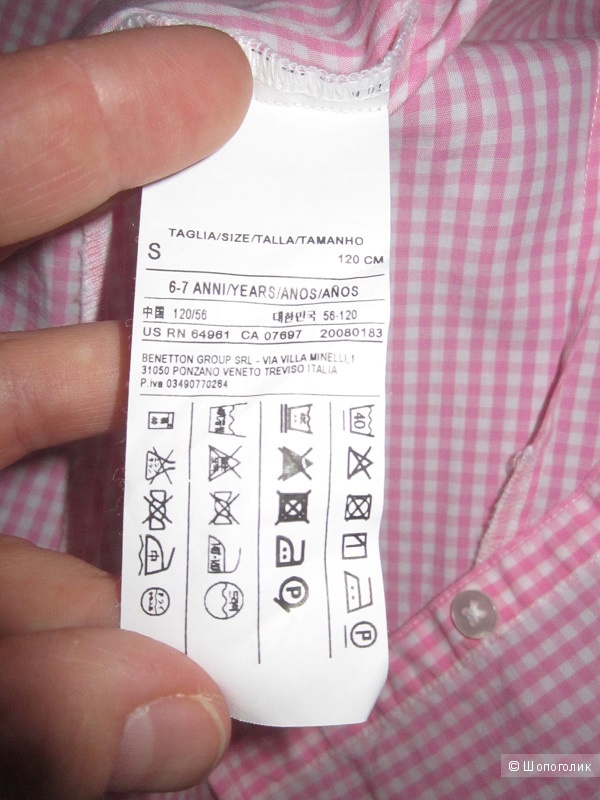 TAGLIA/SIZE/TALLA/TAMANHO
S 120 CM
6-7 ANNI/YEARS/ANOS/AÑOS
中国 120/56 대한민국 56-120
US RN 64961 CA 07697 20080183
BENETTON GROUP SRL - VIA VILLA MINELLI,1
31050 PONZANO VENETO TREVISO ITALIA
P.iva 03490770264
40
中
P P
© Шопоголик